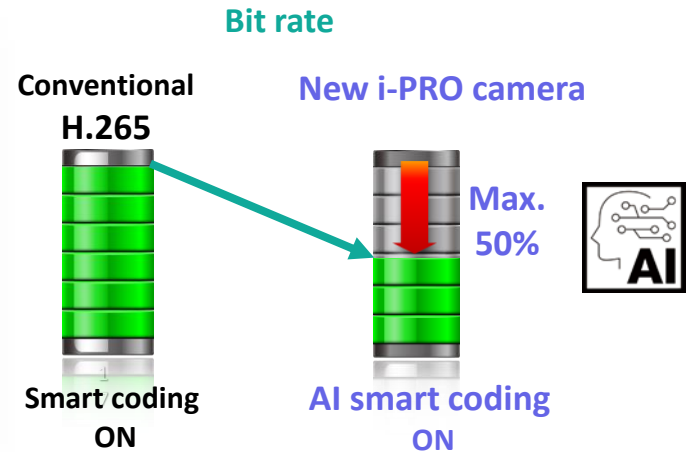 Bit rate
Conventional
H.265
New i-PRO camera
Max.
50%
AI
Smart coding
ON
AI smart coding
ON